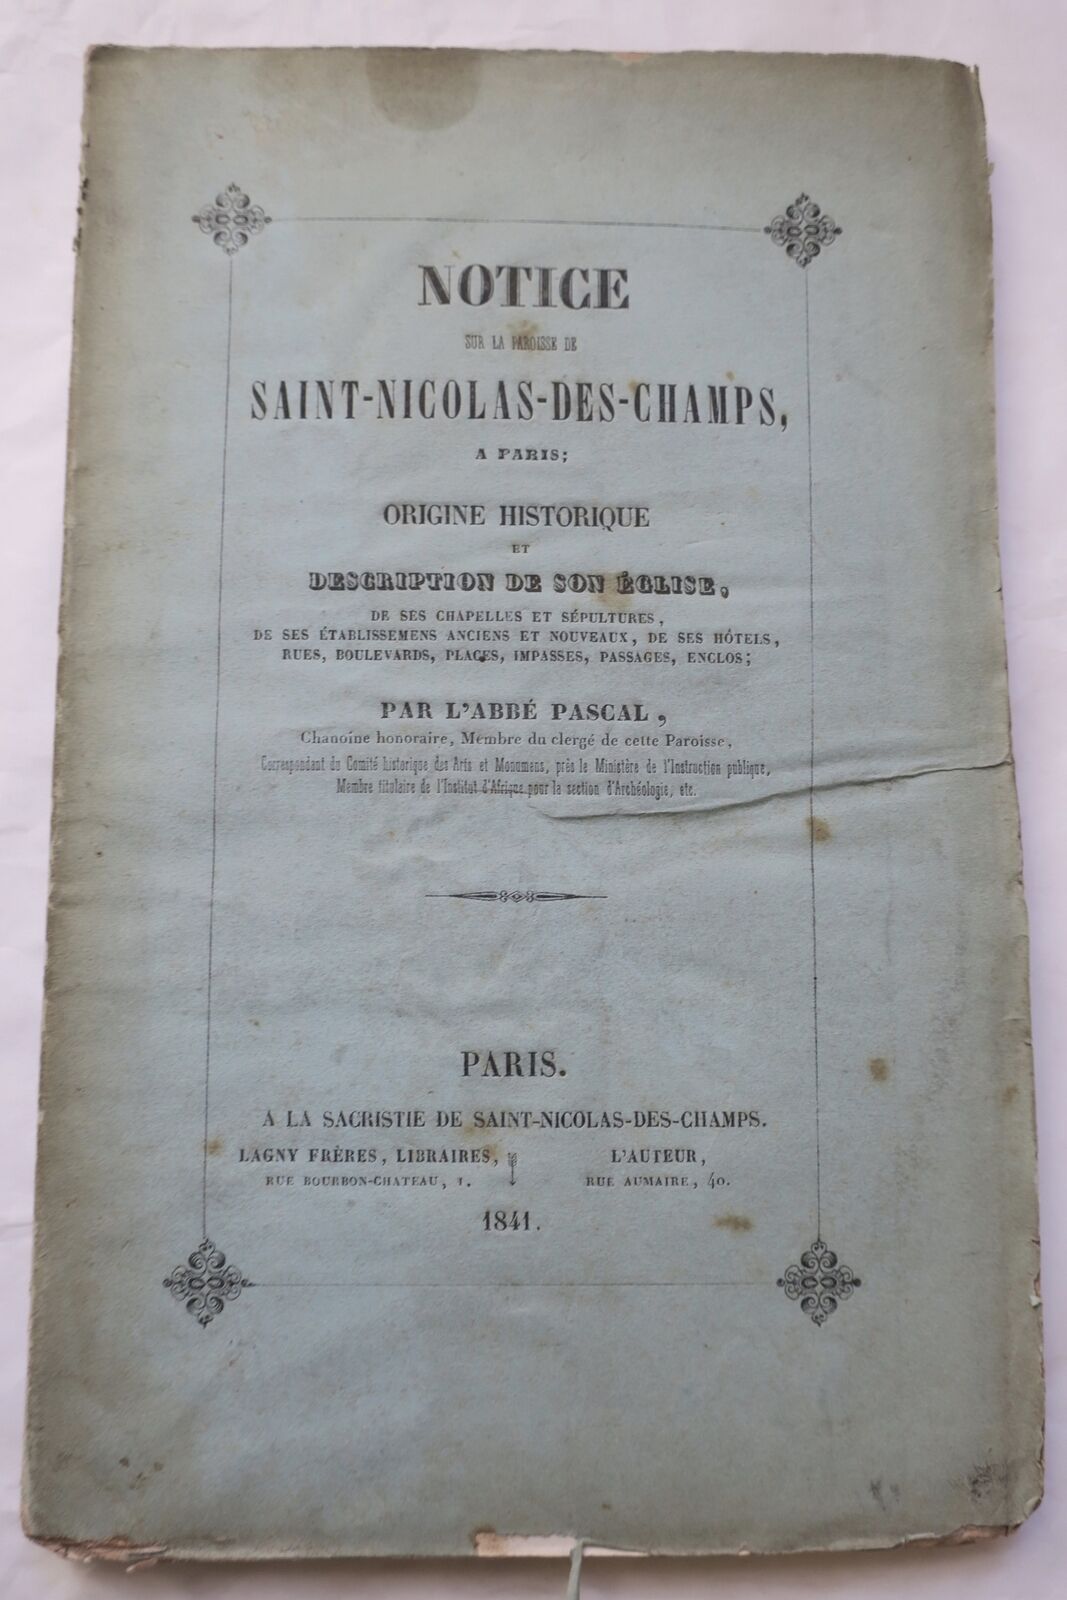 NOTICE
SUR LA PAROISSE DE
SAINT-NICOLAS-DES-CHAMPS,
A PARIS;
ORIGINE HISTORIQUE
ET
DESCRIPTION DE SON ÉGLISE,
DE SES CHAPELLES ET SÉPULTURES,
DE SES ÉTABLISSEMENS ANCIENS ET NOUVEAUX, DE SES HÔTELS,
RUES, BOULEVARDS, PLACES, IMPASSES, PASSAGES, ENCLOS;
PAR L'ABBÉ PASCAL,
Chanoine honoraire, Membre du clergé de cette Paroisse,
Correspondant du Comité historique des Arts et Monumens, près le Ministère de l'Instruction publique,
Membre titulaire de l'Institut d'Afrique pour la section d'Archéologie, etc.
PARIS.
A LA SACRISTIE DE SAINT-NICOLAS-DES-CHAMPS.
LAGNY FRÈRES, LIBRAIRES, L'AUTEUR,
RUE BOURBON-CHATEAU, 1. RUE AUMAIRE, 40.
1841.